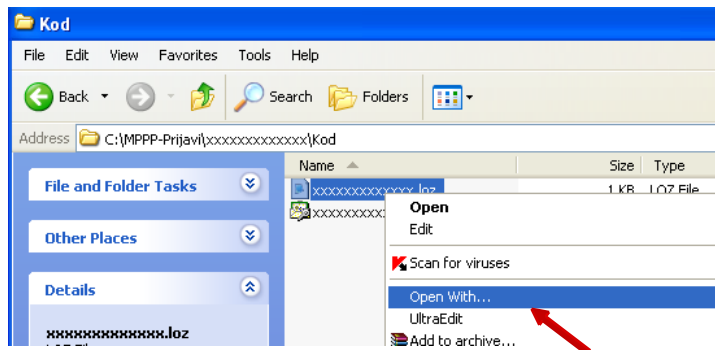 Kod
File Edit View Favorites Tools Help
Back Search Folders
Address C:\MPPP-Prijavi\xxxxxxxxxxxxx\Kod
Name Size Type
File and Folder Tasks
xxxxxxxxxxxxx.loz 1 KB LOZ File
Open
Edit
Other Places
Scan for viruses
Details
Open With...
UltraEdit
xxxxxxxxxxxxx.loz
Add to archive...